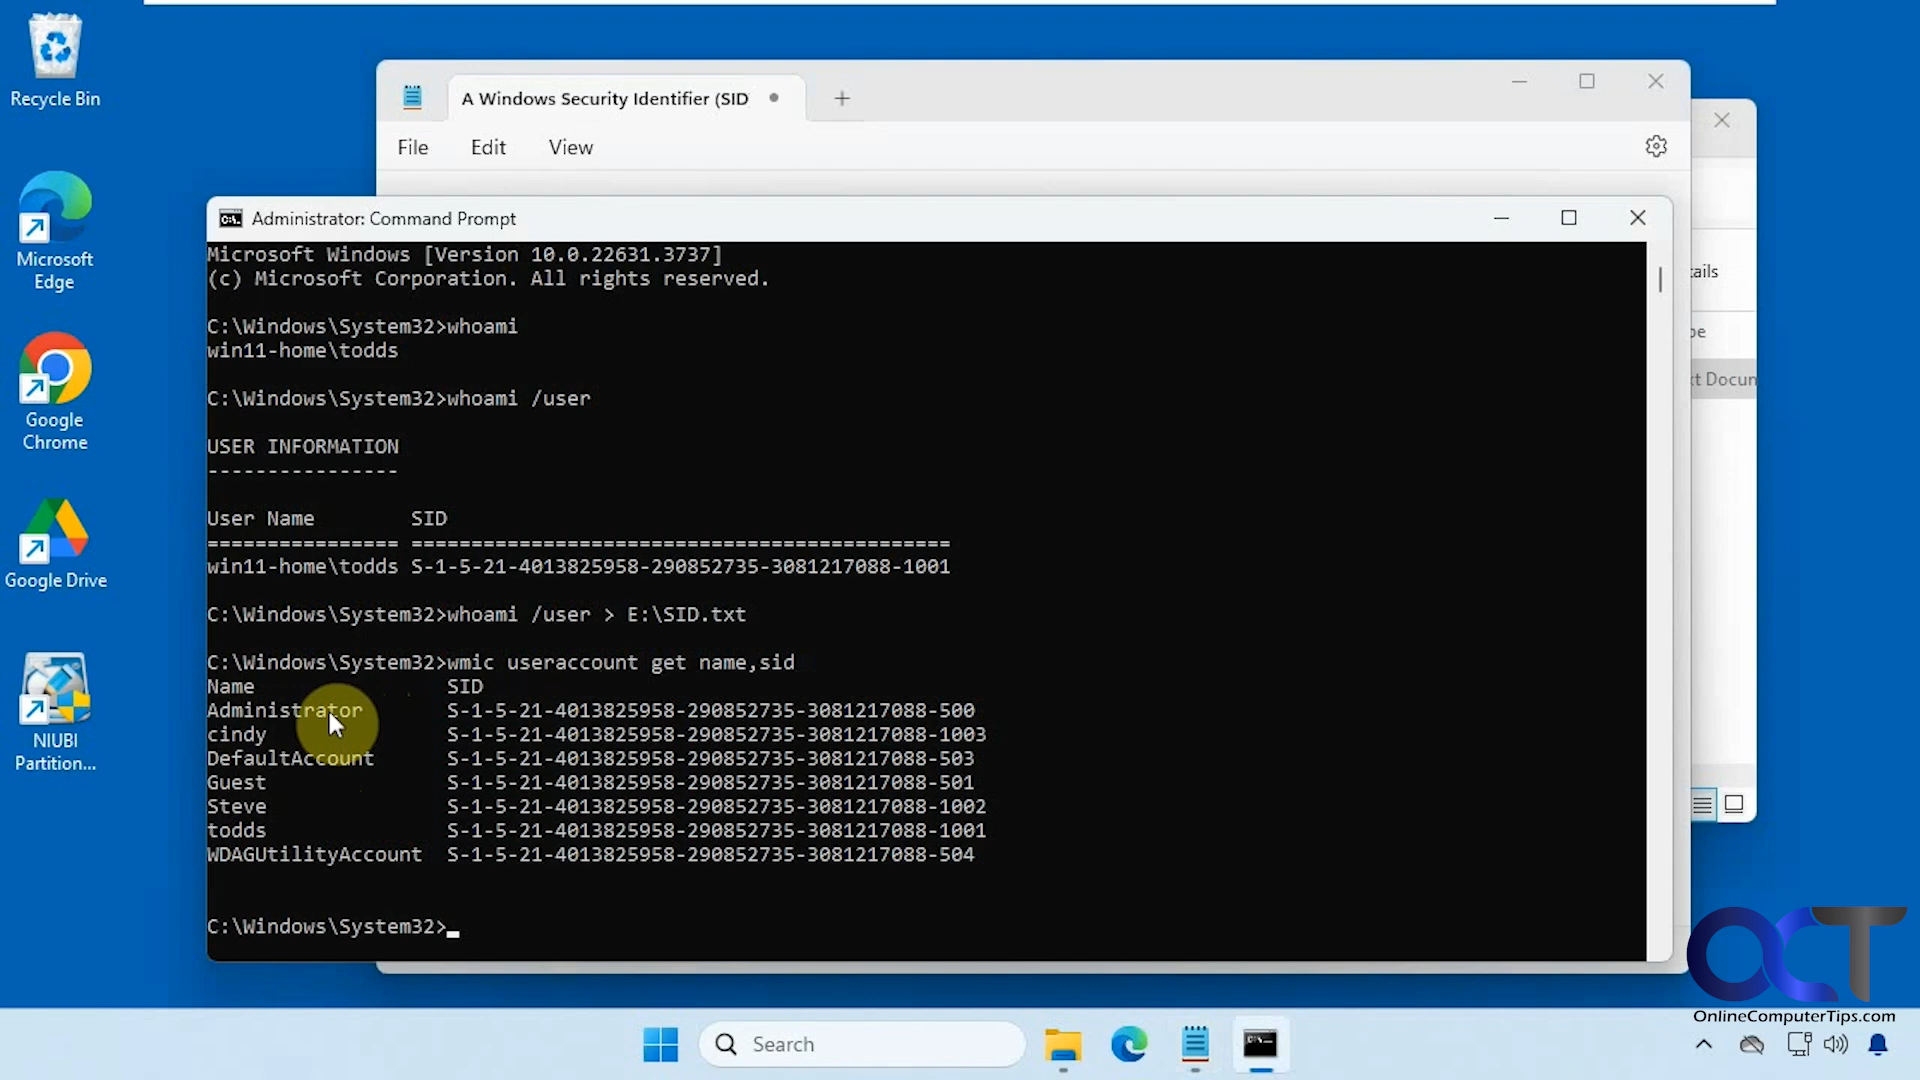 Recycle Bin
Microsoft
Edge
Google
Chrome
Google Drive
NIUBI
Partition...
A Windows Security Identifier (SID
File Edit View
ails
pe
t Docun
Administrator: Command Prompt
Microsoft Windows [Version 10.0.22631.3737]
(c) Microsoft Corporation. All rights reserved.
C:\Windows\System32>whoami
win11-home\todds
C:\Windows\System32>whoami /user
USER INFORMATION
----------------
User Name SID
================ =============================================
win11-home\todds S-1-5-21-4013825958-290852735-3081217088-1001
C:\Windows\System32>whoami /user > E:\SID.txt
C:\Windows\System32>wmic useraccount get name,sid
Name SID
Administrator S-1-5-21-4013825958-290852735-3081217088-500
cindy S-1-5-21-4013825958-290852735-3081217088-1003
DefaultAccount S-1-5-21-4013825958-290852735-3081217088-503
Guest S-1-5-21-4013825958-290852735-3081217088-501
Steve S-1-5-21-4013825958-290852735-3081217088-1002
todds S-1-5-21-4013825958-290852735-3081217088-1001
WDAGUtilityAccount S-1-5-21-4013825958-290852735-3081217088-504
C:\Windows\System32>_
OCT
OnlineComputerTips.com
Search